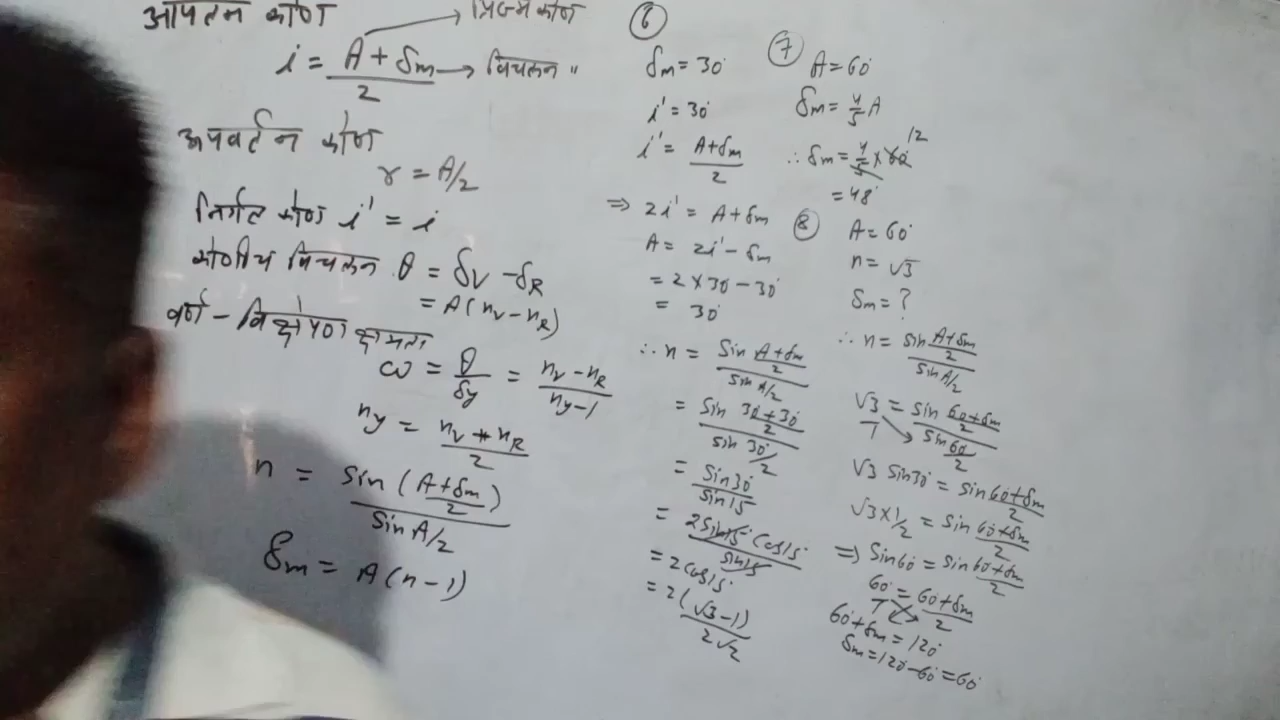 आपतन कोण
i = A + δm / 2 → प्रिज्म कोण
→ विचलन "
अपवर्तन कोण
r = A/2
निर्गत कोण i' = i
कोणीय विचलन θ = δV - δR
= A(nV - nR)
वर्ण-विक्षेपण क्षमता
ω = θ/δy = nV - nR / ny - 1
ny = nV + nR / 2
n = sin(A + δm / 2) / sin A/2
δm = A(n-1)
⑥
δm = 30°
i' = 30°
i' = A + δm / 2
⇒ 2i' = A + δm
A = 2i' - δm
= 2 × 30 - 30°
= 30°
∴ n = Sin A+δm/2 / sin A/2
= Sin 30+30/2 / sin 30/2
= Sin30° / Sin15
= 2Sin15° Cos15° / sin15
= 2cos15°
= 2(√3-1) / 2√2
⑦
A = 60°
δm = 4/5 A
∴ δm = 4/5 × 60° 12
= 48°
⑧
A = 60°
n = √3
δm = ?
∴ n = Sin A+δm/2 / sin A/2
√3 / 1 = sin 60+δm/2 / sin 60/2
√3 Sin30° = sin 60+δm/2
√3 × 1/2 = sin 60+δm/2
⇒ Sin60° = sin 60+δm/2
60° / 1 = 60+δm / 2
60+δm = 120°
δm = 120° - 60° = 60°